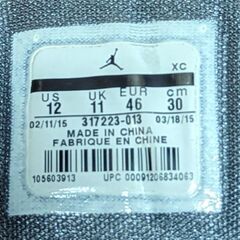 XC
US UK EUR cm
12 11 46 30
02/11/15 317223-013 03/18/15
MADE IN CHINA
FABRIQUE EN CHINE
105603913 UPC 00091206834063